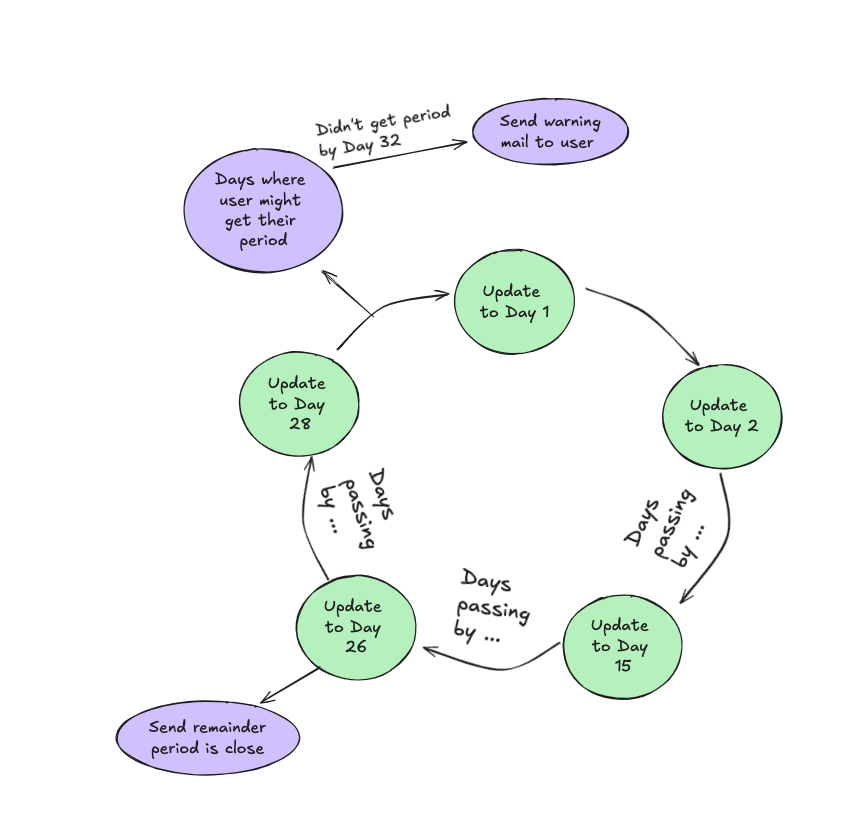 Didn't get period
by Day 32
Send warning
mail to user
Days where
user might
get their
period
Update
to Day 1
Update
to Day 2
Days
passing
by ...
Update
to Day
15
Days
passing
by ...
Update
to Day
26
Send remainder
period is close
Days
passing
by ...
Update
to Day
28